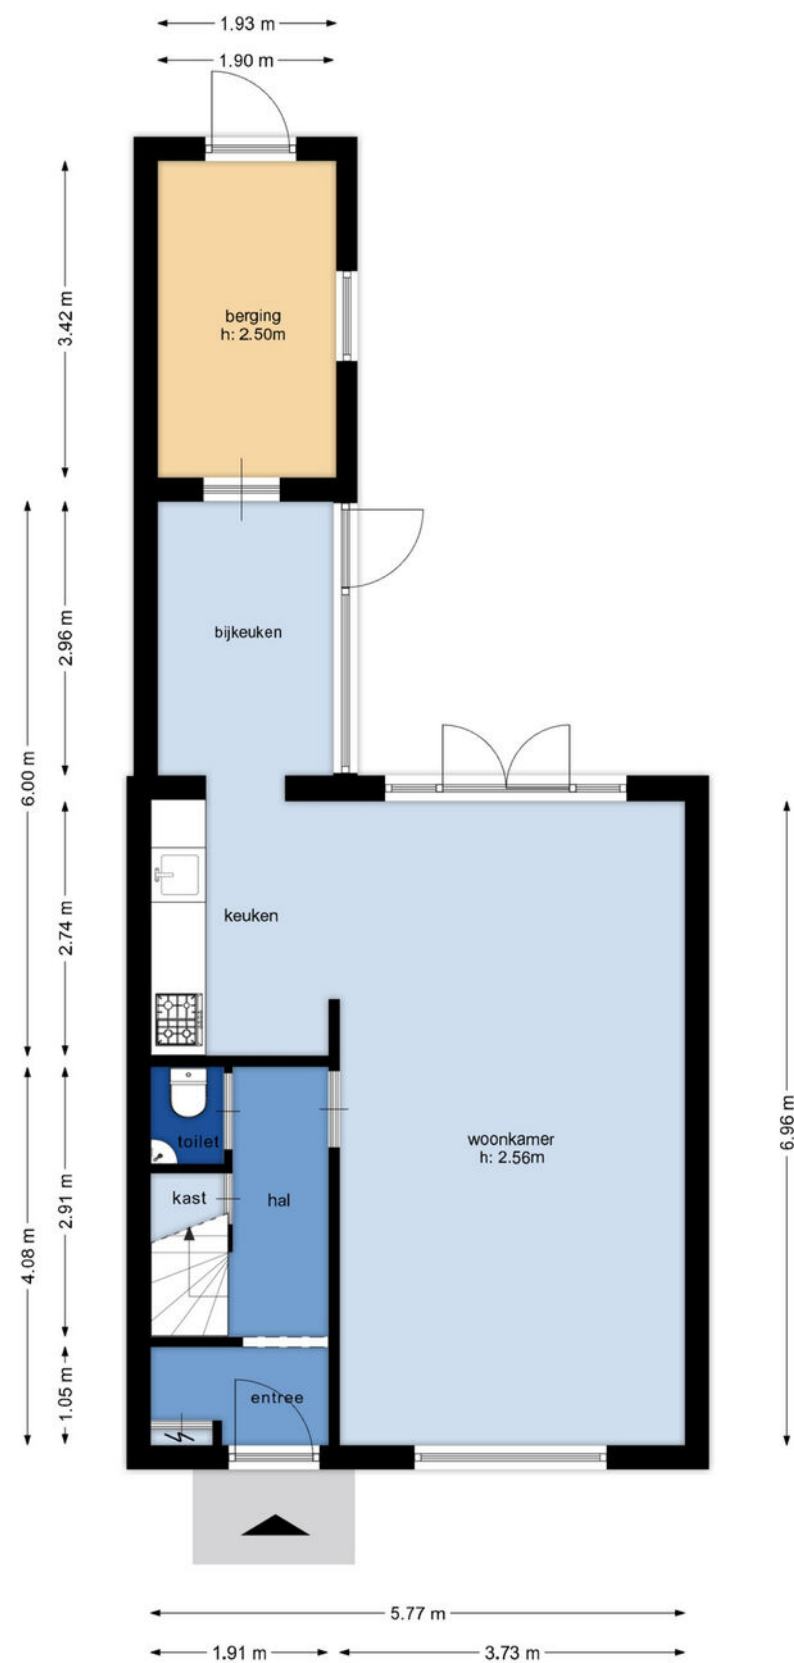 1.93 m
1.90 m
3.42 m
berging
h: 2.50m
6.00 m
2.96 m
bijkeuken
2.74 m
keuken
6.96 m
4.08 m
2.91 m
toilet
woonkamer
h: 2.56m
kast
hal
1.05 m
entree
5.77 m
1.91 m
3.73 m